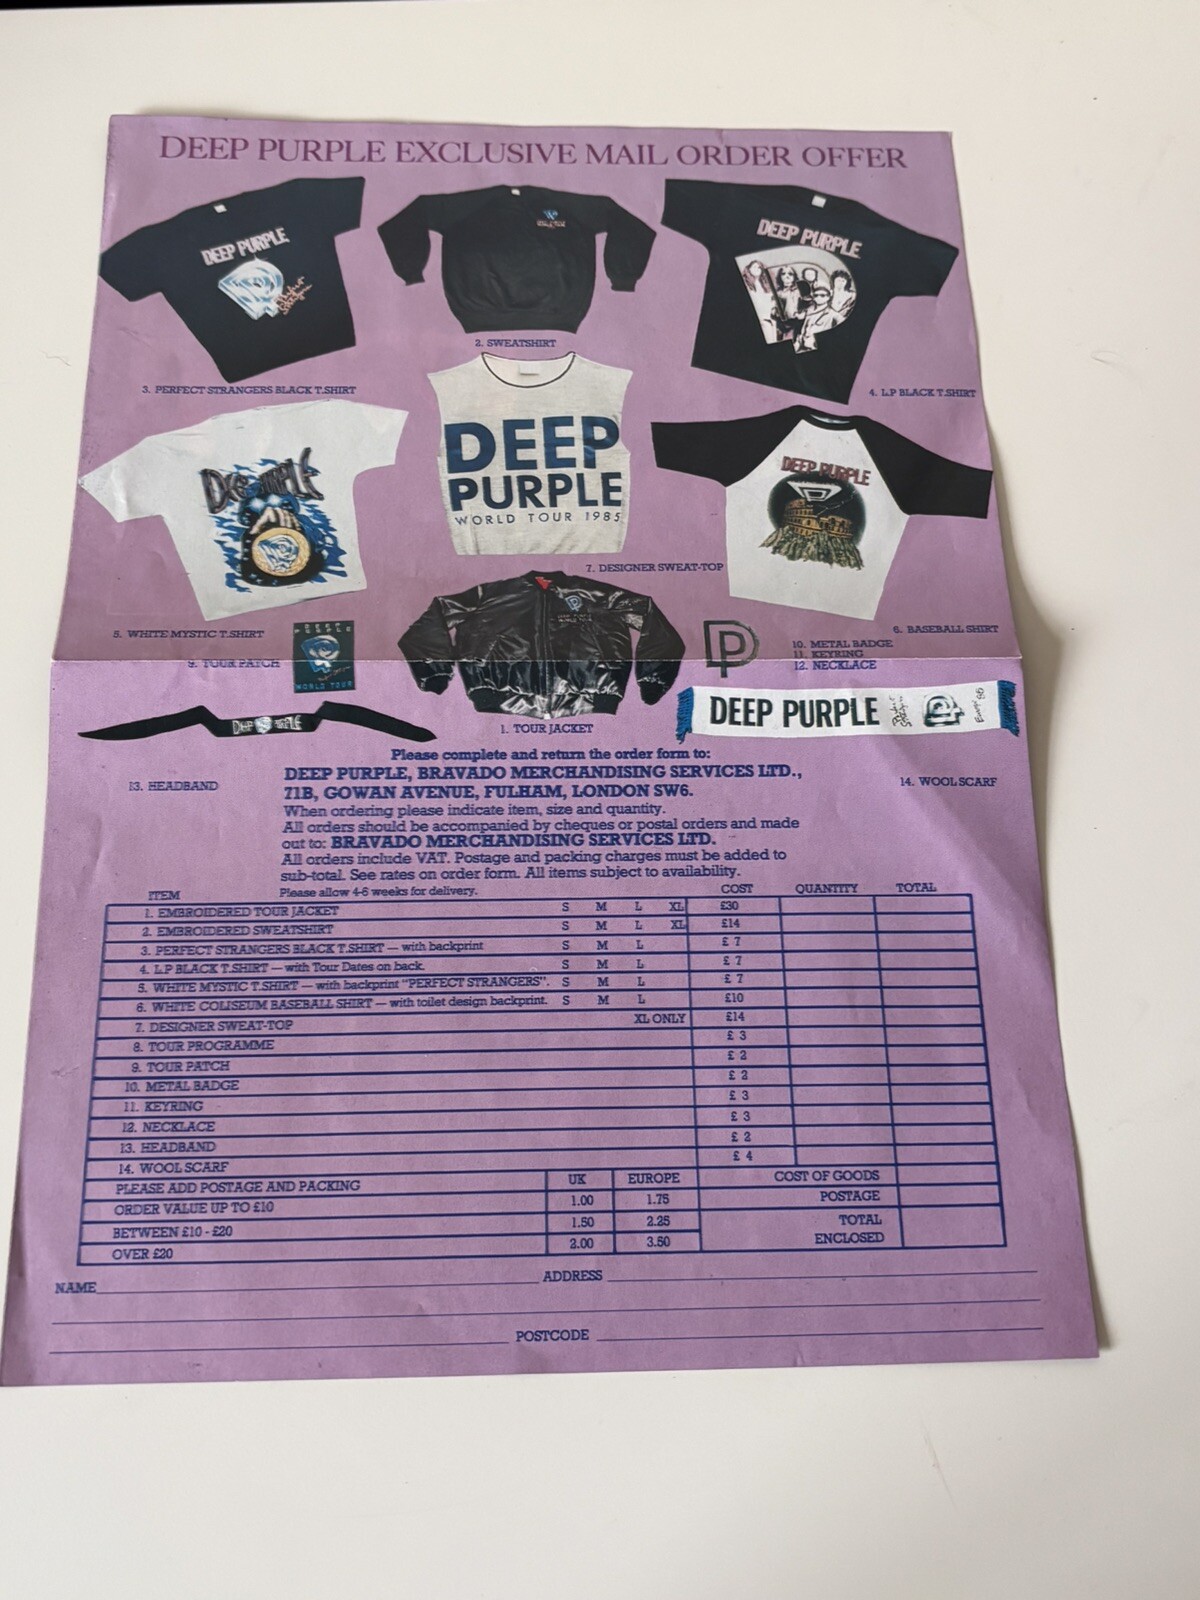 DEEP PURPLE EXCLUSIVE MAIL ORDER OFFER
DEEP PURPLE
DEEP PURPLE
2. SWEATSHIRT
3. PERFECT STRANGERS BLACK T.SHIRT
4. L.P BLACK T.SHIRT
DEEP PURPLE
DEEP
PURPLE
WORLD TOUR 1985
DEEP PURPLE
7. DESIGNER SWEAT-TOP
5. WHITE MYSTIC T.SHIRT
6. BASEBALL SHIRT
DEEP
PURPLE
WORLD TOUR
9. TOUR PATCH
10. METAL BADGE
11. KEYRING
12. NECKLACE
DEEP PURPLE
1. TOUR JACKET
DEEP PURPLE
13. HEADBAND
14. WOOL SCARF
Please complete and return the order form to:
DEEP PURPLE, BRAVADO MERCHANDISING SERVICES LTD.,
71B, GOWAN AVENUE, FULHAM, LONDON SW6.
When ordering please indicate item, size and quantity.
All orders should be accompanied by cheques or postal orders and made
out to: BRAVADO MERCHANDISING SERVICES LTD.
All orders include VAT. Postage and packing charges must be added to
sub-total. See rates on order form. All items subject to availability.
ITEM Please allow 4-6 weeks for delivery. COST QUANTITY TOTAL
1. EMBROIDERED TOUR JACKET S M L XL £30
2. EMBROIDERED SWEATSHIRT S M L XL £14
3. PERFECT STRANGERS BLACK T.SHIRT — with backprint S M L £ 7
4. L.P BLACK T.SHIRT — with Tour Dates on back. S M L £ 7
5. WHITE MYSTIC T.SHIRT — with backprint "PERFECT STRANGERS". S M L £ 7
6. WHITE COLISEUM BASEBALL SHIRT — with toilet design backprint. S M L £10
7. DESIGNER SWEAT-TOP XL ONLY £14
8. TOUR PROGRAMME £ 3
9. TOUR PATCH £ 2
10. METAL BADGE £ 2
11. KEYRING £ 3
12. NECKLACE £ 3
13. HEADBAND £ 2
14. WOOL SCARF £ 4
PLEASE ADD POSTAGE AND PACKING UK EUROPE COST OF GOODS
ORDER VALUE UP TO £10 1.00 1.75 POSTAGE
BETWEEN £10 - £20 1.50 2.25 TOTAL
OVER £20 2.00 3.50 ENCLOSED
NAME ADDRESS
POSTCODE